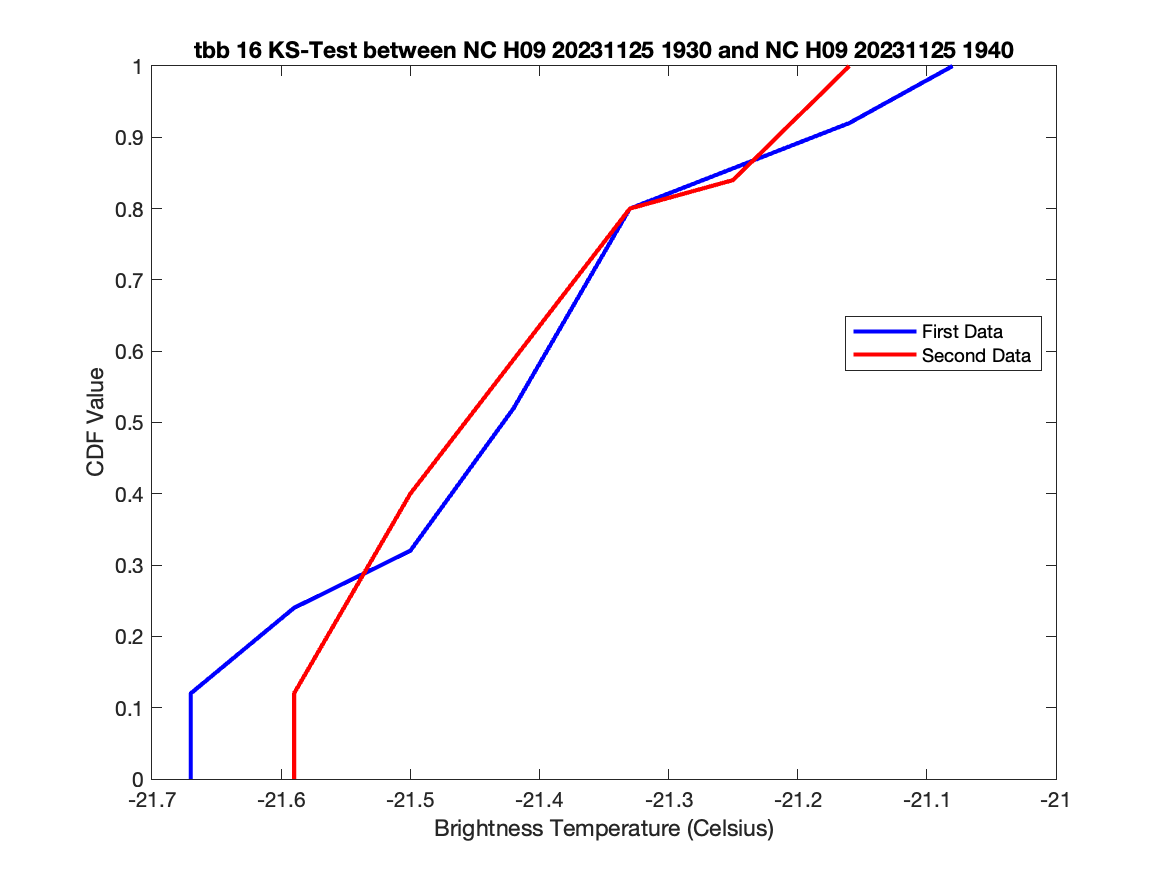 tbb 16 KS-Test between NC H09 20231125 1930 and NC H09 20231125 1940
1
0.9
0.8
0.7
0.6
0.5
0.4
0.3
0.2
0.1
0
CDF Value
First Data
Second Data
-21.7 -21.6 -21.5 -21.4 -21.3 -21.2 -21.1 -21
Brightness Temperature (Celsius)